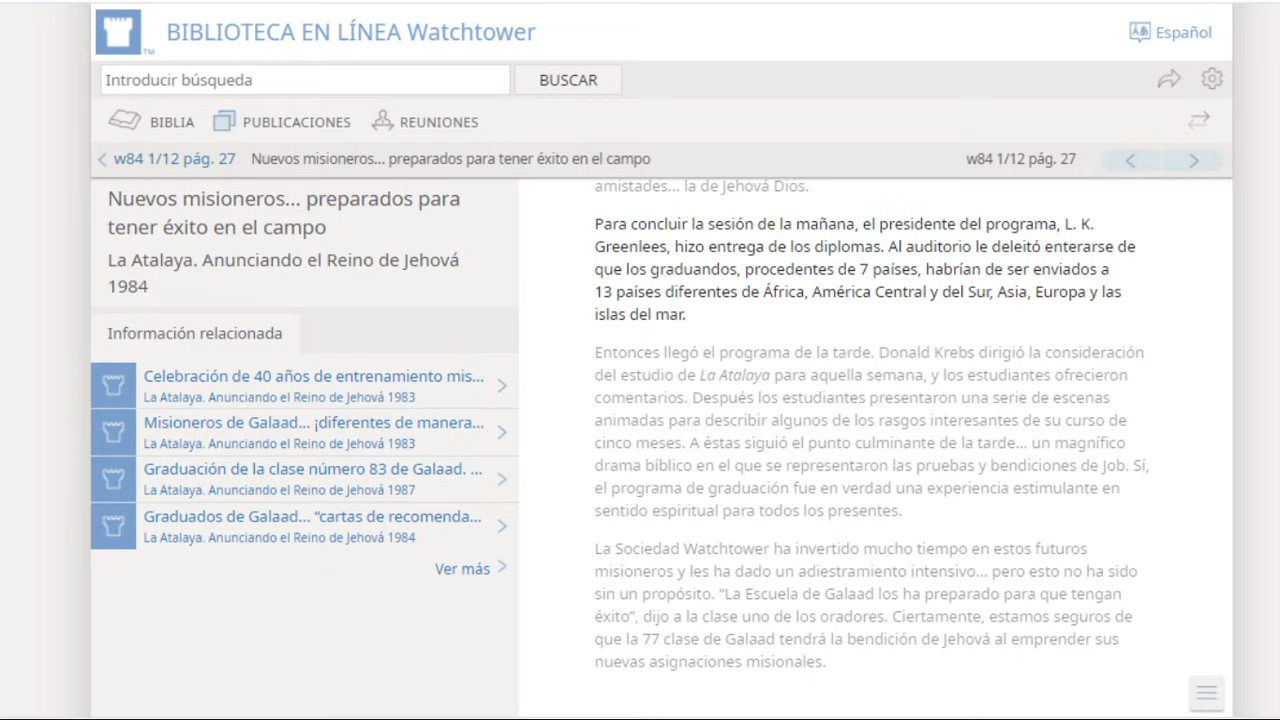 BIBLIOTECA EN LÍNEA Watchtower
TM
Español
Introducir búsqueda
BUSCAR
BIBLIA
PUBLICACIONES
REUNIONES
w84 1/12 pág. 27
Nuevos misioneros... preparados para tener éxito en el campo
w84 1/12 pág. 27
Nuevos misioneros... preparados para
tener éxito en el campo
La Atalaya. Anunciando el Reino de Jehová
1984
Información relacionada
Celebración de 40 años de entrenamiento mis...
La Atalaya. Anunciando el Reino de Jehová 1983
Misioneros de Galaad... ¡diferentes de manera...
La Atalaya. Anunciando el Reino de Jehová 1983
Graduación de la clase número 83 de Galaad. ...
La Atalaya. Anunciando el Reino de Jehová 1987
Graduados de Galaad... “cartas de recomenda...
La Atalaya. Anunciando el Reino de Jehová 1984
Ver más
amistades... la de Jehová Dios.
Para concluir la sesión de la mañana, el presidente del programa, L. K.
Greenlees, hizo entrega de los diplomas. Al auditorio le deleitó enterarse de
que los graduandos, procedentes de 7 países, habrían de ser enviados a
13 países diferentes de África, América Central y del Sur, Asia, Europa y las
islas del mar.
Entonces llegó el programa de la tarde. Donald Krebs dirigió la consideración
del estudio de La Atalaya para aquella semana, y los estudiantes ofrecieron
comentarios. Después los estudiantes presentaron una serie de escenas
animadas para describir algunos de los rasgos interesantes de su curso de
cinco meses. A éstas siguió el punto culminante de la tarde... un magnífico
drama bíblico en el que se representaron las pruebas y bendiciones de Job. Sí,
el programa de graduación fue en verdad una experiencia estimulante en
sentido espiritual para todos los presentes.
La Sociedad Watchtower ha invertido mucho tiempo en estos futuros
misioneros y les ha dado un adiestramiento intensivo... pero esto no ha sido
sin un propósito. “La Escuela de Galaad los ha preparado para que tengan
éxito”, dijo a la clase uno de los oradores. Ciertamente, estamos seguros de
que la 77 clase de Galaad tendrá la bendición de Jehová al emprender sus
nuevas asignaciones misionales.